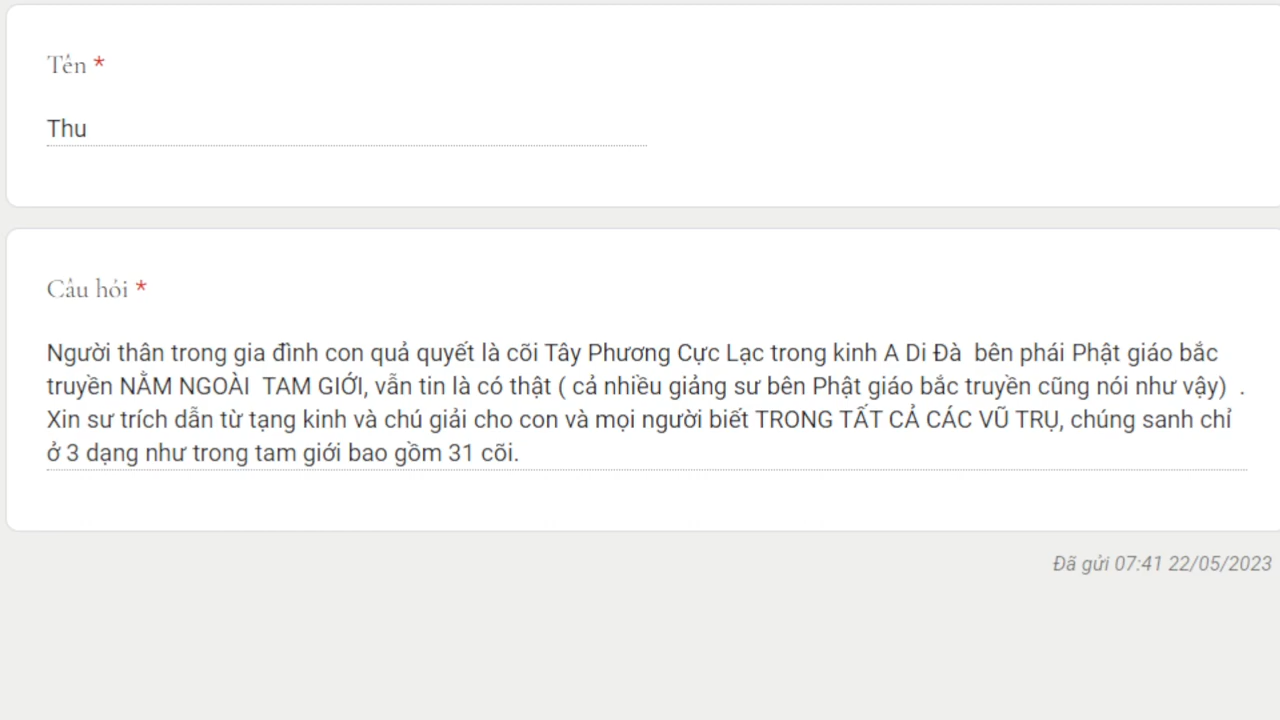 Tên *
Thu
Câu hỏi *
Người thân trong gia đình con quả quyết là cõi Tây Phương Cực Lạc trong kinh A Di Đà  bên phái Phật giáo bắc
truyền NẰM NGOÀI  TAM GIỚI, vẫn tin là có thật ( cả nhiều giảng sư bên Phật giáo bắc truyền cũng nói như vậy)  .
Xin sư trích dẫn từ tạng kinh và chú giải cho con và mọi người biết TRONG TẤT CẢ CÁC VŨ TRỤ, chúng sanh chỉ
ở 3 dạng như trong tam giới bao gồm 31 cõi.
Đã gửi 07:41 22/05/2023